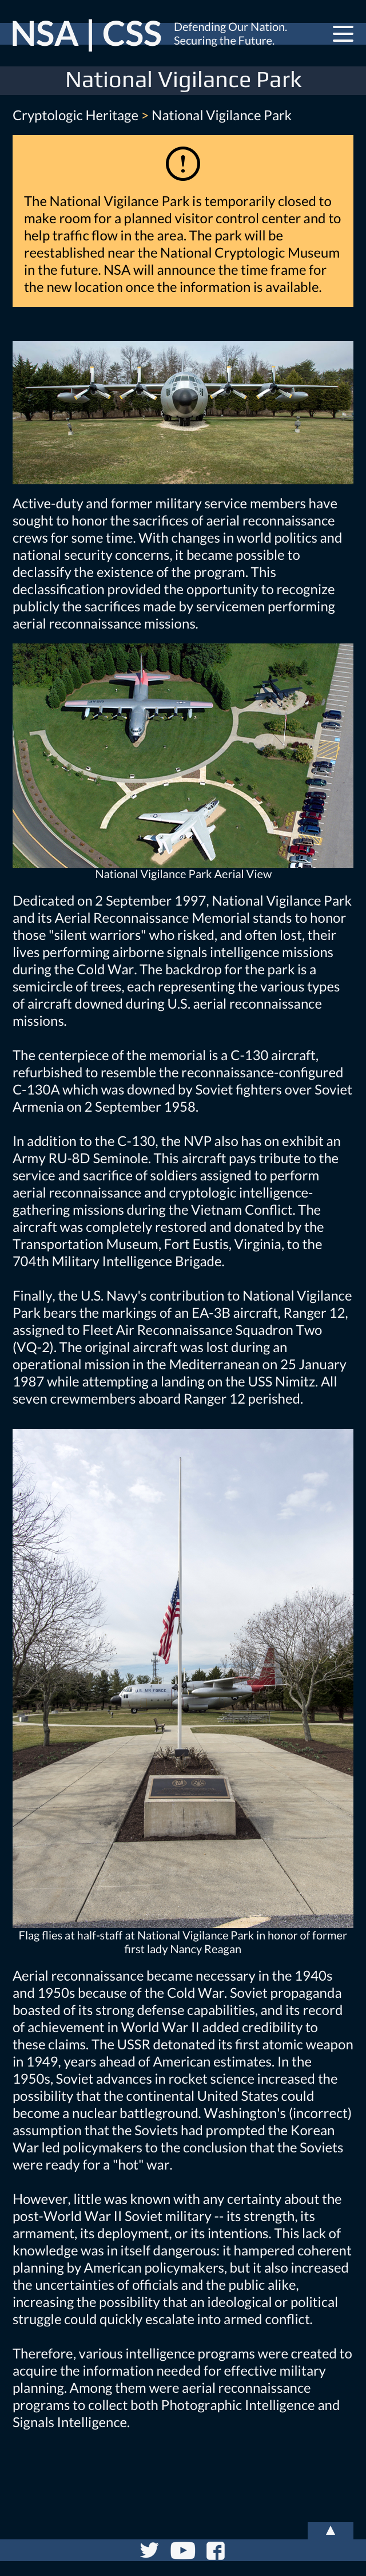 NSA | CSS
Defending Our Nation.
Securing the Future.
National Vigilance Park
Cryptologic Heritage > National Vigilance Park
The National Vigilance Park is temporarily closed to
make room for a planned visitor control center and to
help traffic flow in the area. The park will be
reestablished near the National Cryptologic Museum
in the future. NSA will announce the time frame for
the new location once the information is available.
Active-duty and former military service members have
sought to honor the sacrifices of aerial reconnaissance
crews for some time. With changes in world politics and
national security concerns, it became possible to
declassify the existence of the program. This
declassification provided the opportunity to recognize
publicly the sacrifices made by servicemen performing
aerial reconnaissance missions.
National Vigilance Park Aerial View
Dedicated on 2 September 1997, National Vigilance Park
and its Aerial Reconnaissance Memorial stands to honor
those "silent warriors" who risked, and often lost, their
lives performing airborne signals intelligence missions
during the Cold War. The backdrop for the park is a
semicircle of trees, each representing the various types
of aircraft downed during U.S. aerial reconnaissance
missions.
The centerpiece of the memorial is a C-130 aircraft,
refurbished to resemble the reconnaissance-configured
C-130A which was downed by Soviet fighters over Soviet
Armenia on 2 September 1958.
In addition to the C-130, the NVP also has on exhibit an
Army RU-8D Seminole. This aircraft pays tribute to the
service and sacrifice of soldiers assigned to perform
aerial reconnaissance and cryptologic intelligence-
gathering missions during the Vietnam Conflict. The
aircraft was completely restored and donated by the
Transportation Museum, Fort Eustis, Virginia, to the
704th Military Intelligence Brigade.
Finally, the U.S. Navy's contribution to National Vigilance
Park bears the markings of an EA-3B aircraft, Ranger 12,
assigned to Fleet Air Reconnaissance Squadron Two
(VQ-2). The original aircraft was lost during an
operational mission in the Mediterranean on 25 January
1987 while attempting a landing on the USS Nimitz. All
seven crewmembers aboard Ranger 12 perished.
U.S. AIR FORCE
Flag flies at half-staff at National Vigilance Park in honor of former
first lady Nancy Reagan
Aerial reconnaissance became necessary in the 1940s
and 1950s because of the Cold War. Soviet propaganda
boasted of its strong defense capabilities, and its record
of achievement in World War II added credibility to
these claims. The USSR detonated its first atomic weapon
in 1949, years ahead of American estimates. In the
1950s, Soviet advances in rocket science increased the
possibility that the continental United States could
become a nuclear battleground. Washington's (incorrect)
assumption that the Soviets had prompted the Korean
War led policymakers to the conclusion that the Soviets
were ready for a "hot" war.
However, little was known with any certainty about the
post-World War II Soviet military -- its strength, its
armament, its deployment, or its intentions. This lack of
knowledge was in itself dangerous: it hampered coherent
planning by American policymakers, but it also increased
the uncertainties of officials and the public alike,
increasing the possibility that an ideological or political
struggle could quickly escalate into armed conflict.
Therefore, various intelligence programs were created to
acquire the information needed for effective military
planning. Among them were aerial reconnaissance
programs to collect both Photographic Intelligence and
Signals Intelligence.